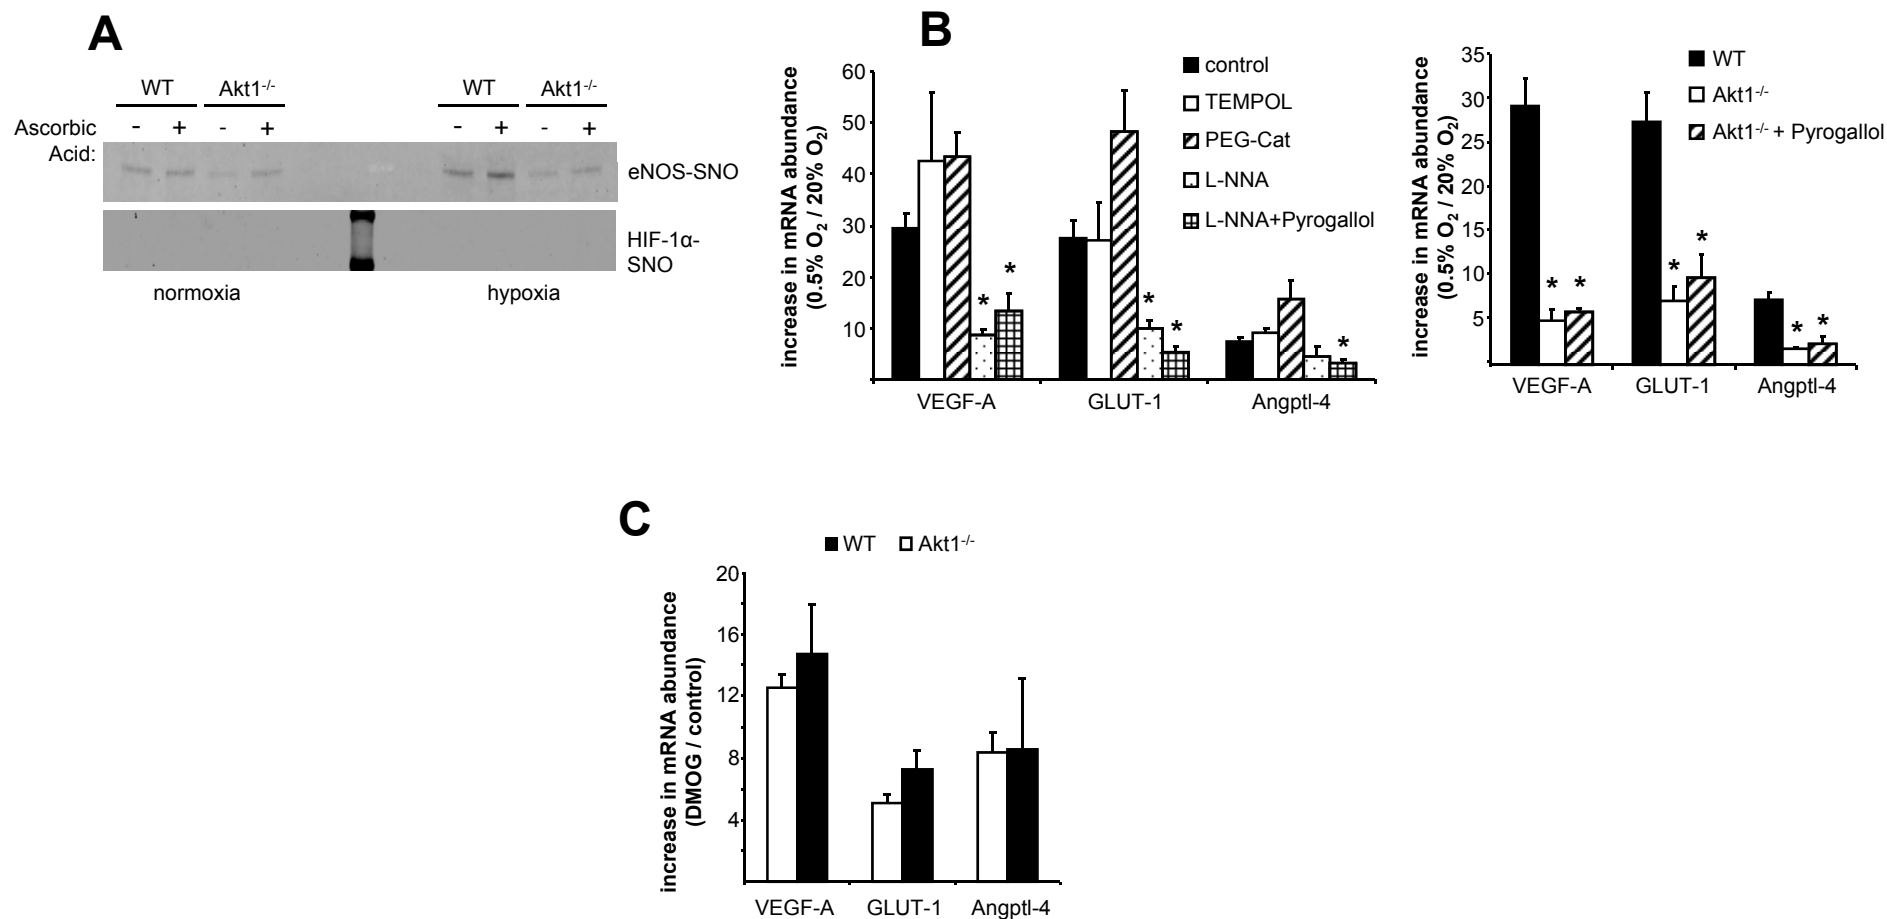 A
WT Akt1-/- WT Akt1-/-
Ascorbic - + - + - + - +
Acid:
eNOS-SNO
HIF-1α-
SNO
normoxia hypoxia
B
increase in mRNA abundance
(0.5% O2 / 20% O2)
60
50
40
30
20
10
control
TEMPOL
PEG-Cat
L-NNA
L-NNA+Pyrogallol
* * * * *
VEGF-A GLUT-1 Angptl-4
increase in mRNA abundance
(0.5% O2 / 20% O2)
35
30
25
20
15
10
5
WT
Akt1-/-
Akt1-/- + Pyrogallol
* * * * * *
VEGF-A GLUT-1 Angptl-4
C
WT Akt1-/-
increase in mRNA abundance
(DMOG / control)
20
16
12
8
4
VEGF-A GLUT-1 Angptl-4